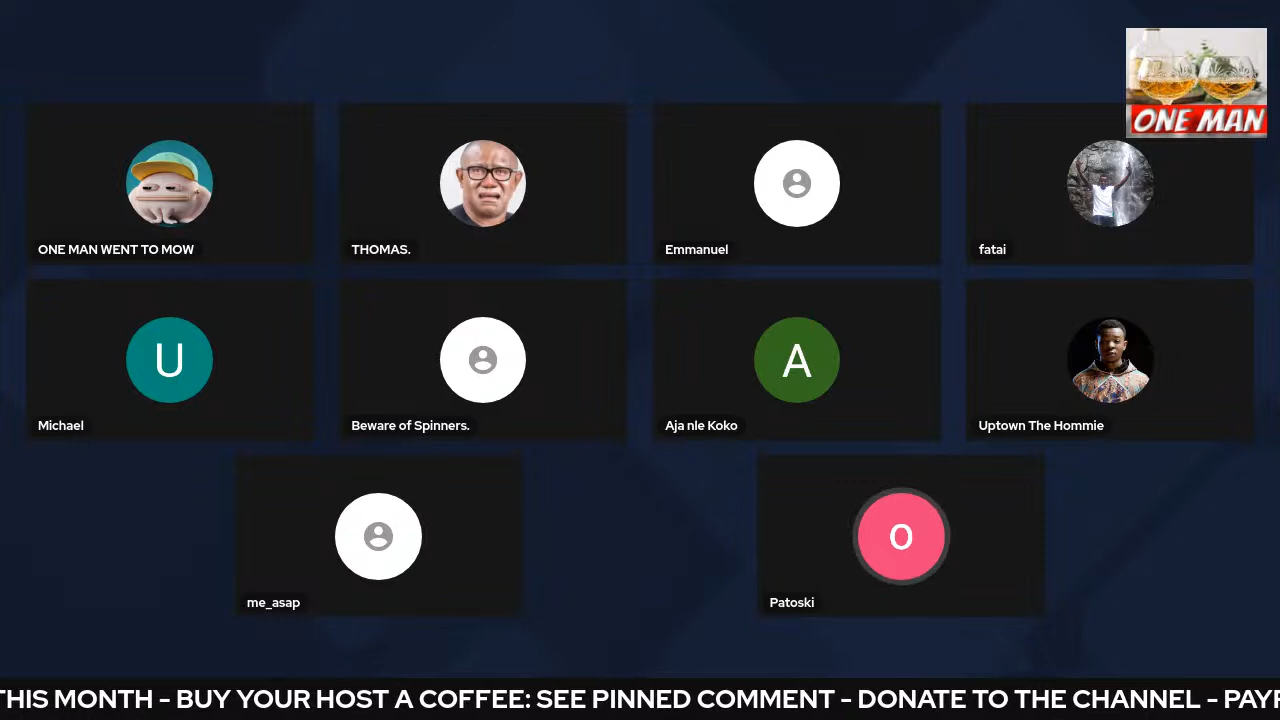 ONE MAN
ONE MAN WENT TO MOW
THOMAS.
Emmanuel
fatai
U
Michael
Beware of Spinners.
A
Aja nle Koko
Uptown The Hommie
me_asap
O
Patoski
THIS MONTH - BUY YOUR HOST A COFFEE: SEE PINNED COMMENT - DONATE TO THE CHANNEL - PAYP